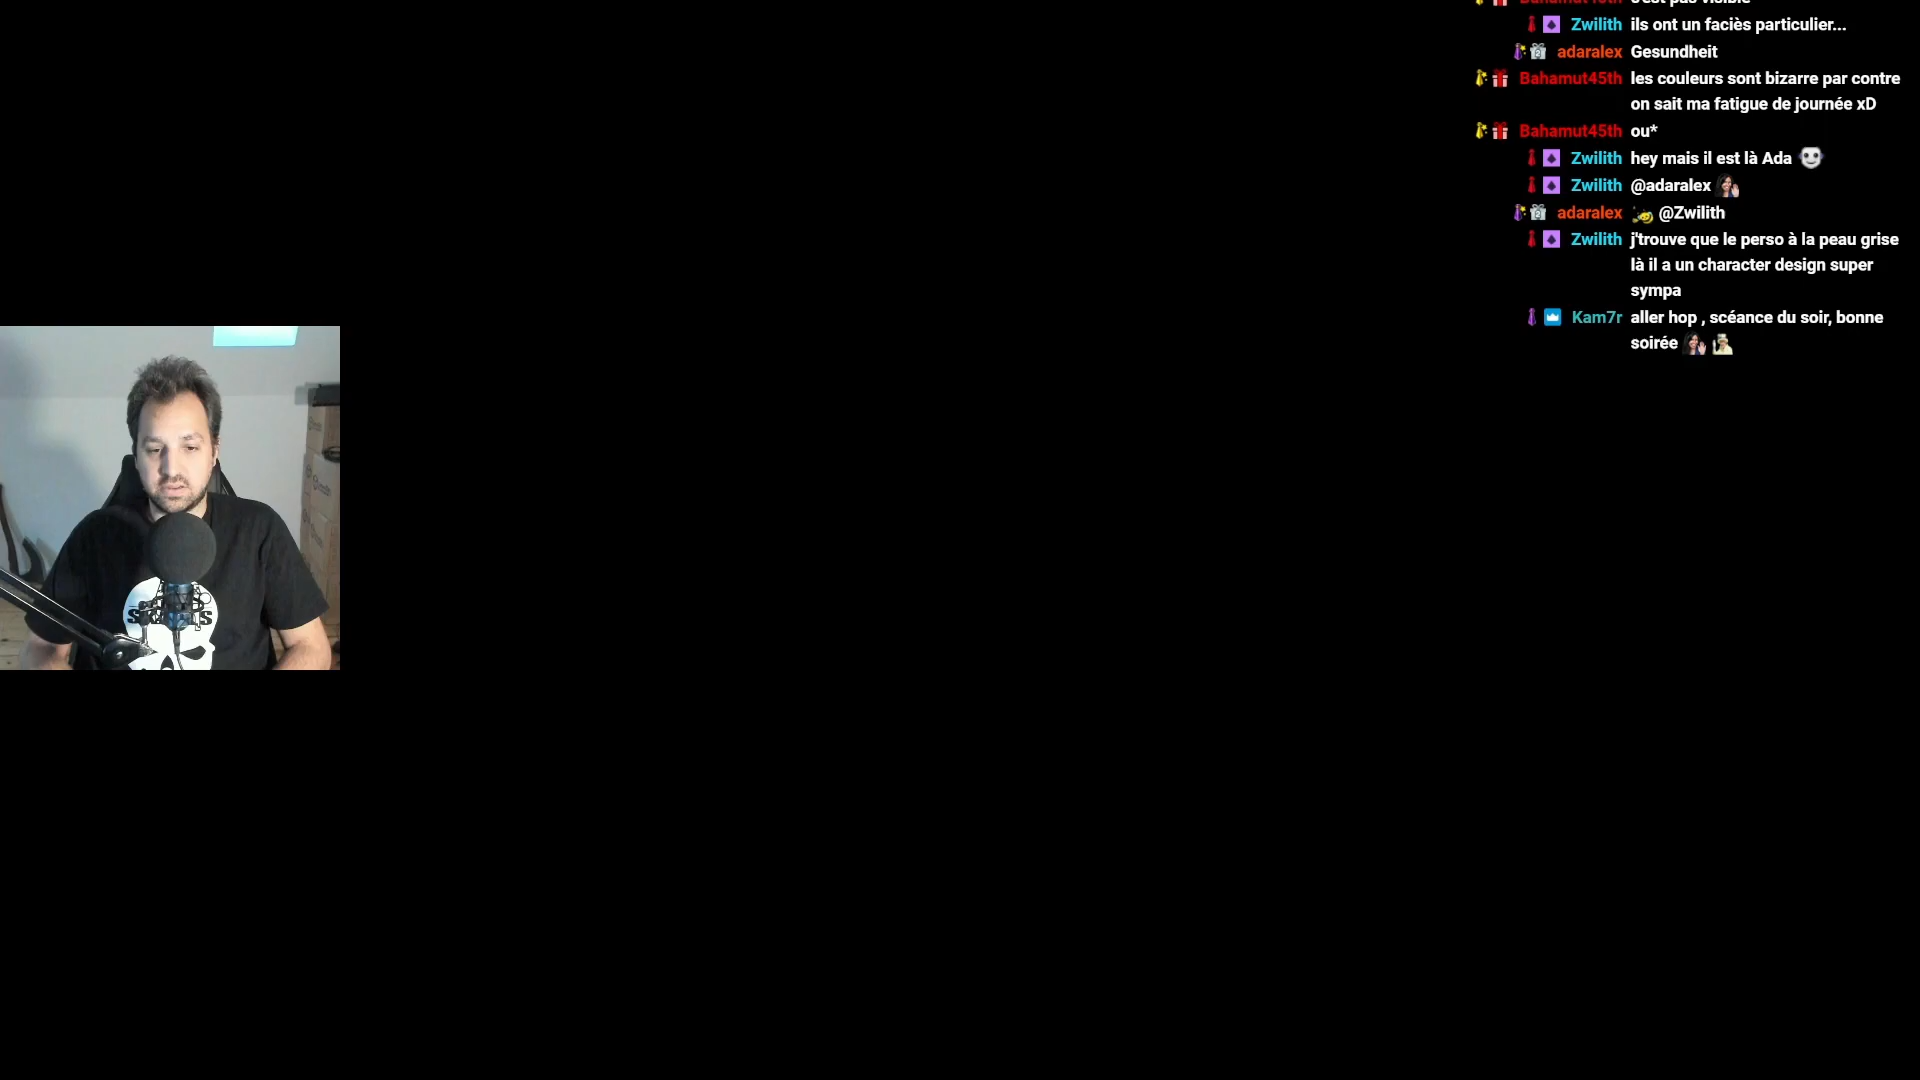 Zwilith ils ont un faciès particulier...
adaralex Gesundheit
Bahamut45th les couleurs sont bizarre par contre
on sait ma fatigue de journée xD
Bahamut45th ou*
Zwilith hey mais il est là Ada
Zwilith @adaralex
adaralex @Zwilith
Zwilith j'trouve que le perso à la peau grise
là il a un character design super
sympa
Kam7r aller hop , scéance du soir, bonne
soirée